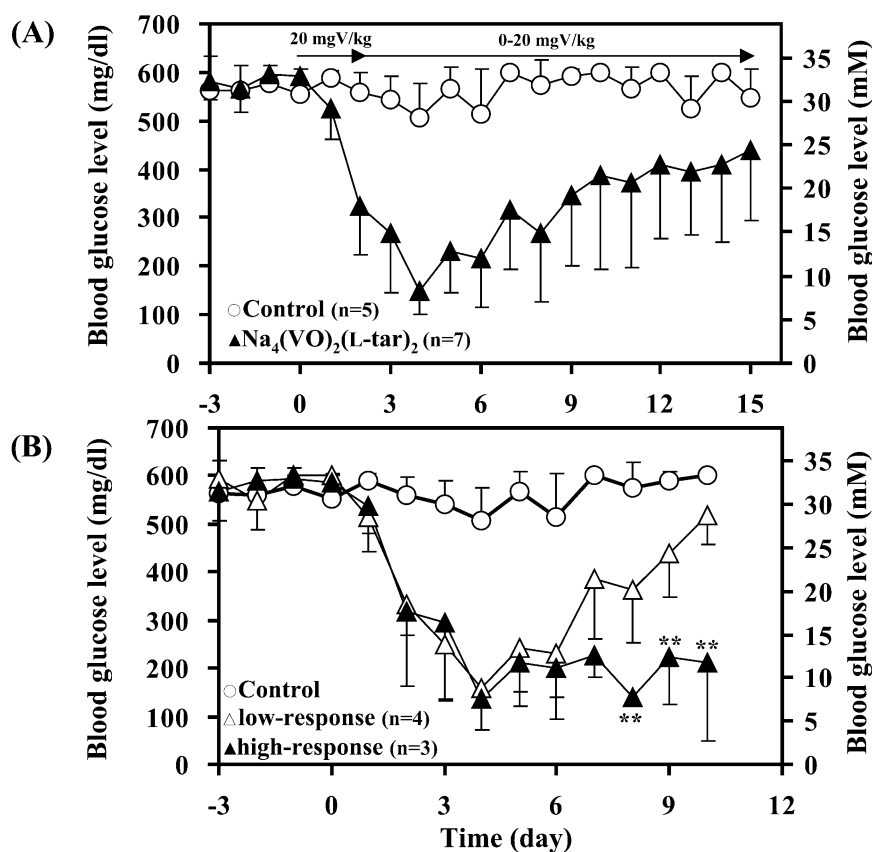 (A)
20 mgV/kg
0-20 mgV/kg
Blood glucose level (mg/dl)
700
600
500
400
300
200
100
0
Blood glucose level (mM)
35
30
25
20
15
10
5
0
○Control (n=5)
▲Na₄(VO)₂(L-tar)₂ (n=7)
-3 0 3 6 9 12 15
(B)
Blood glucose level (mg/dl)
700
600
500
400
300
200
100
0
Blood glucose level (mM)
35
30
25
20
15
10
5
0
** ** **
○Control
△low-response (n=4)
▲high-response (n=3)
-3 0 3 6 9 12
Time (day)